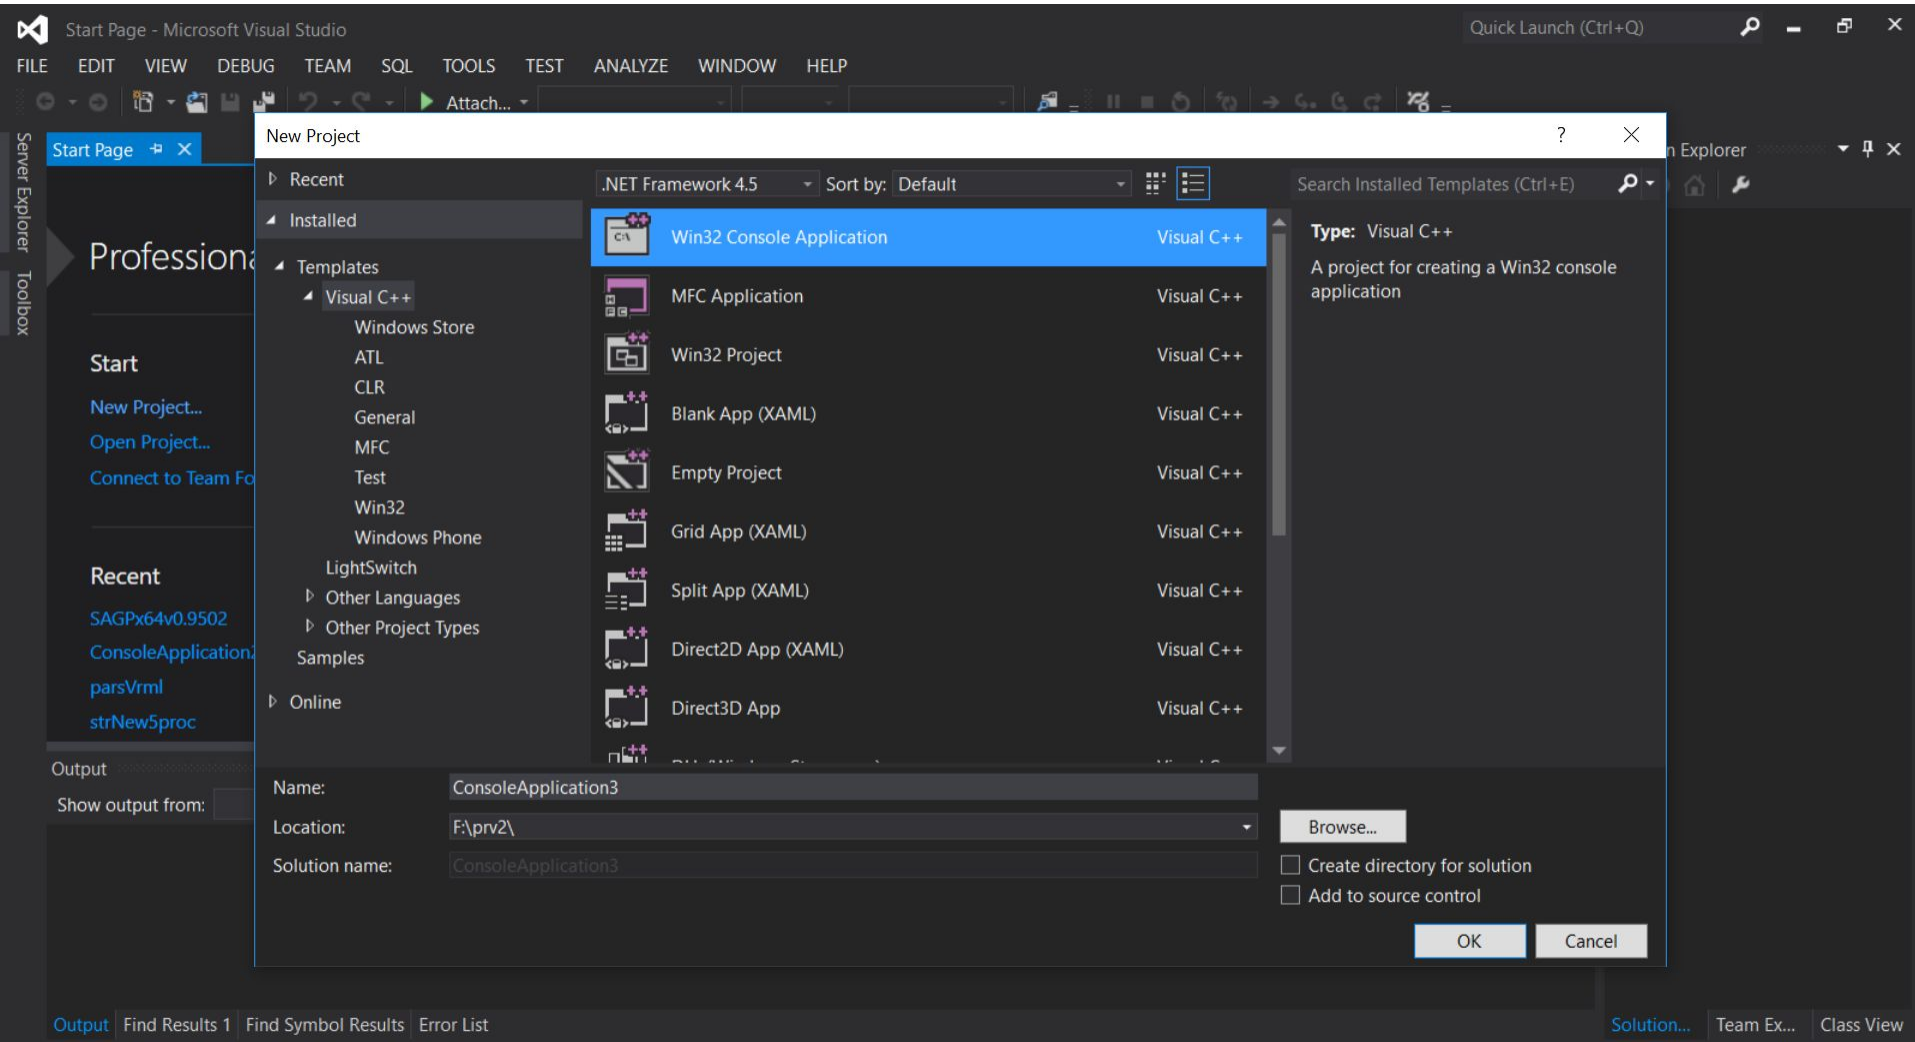 Start Page - Microsoft Visual Studio
Quick Launch (Ctrl+Q)
FILE EDIT VIEW DEBUG TEAM SQL TOOLS TEST ANALYZE WINDOW HELP
Attach...
Server Explorer
Toolbox
Start Page
Professiona
Start
New Project...
Open Project...
Connect to Team Fo
Recent
SAGPx64v0.9502
ConsoleApplication2
parsVrml
strNew5proc
Output
Show output from:
New Project
?
Recent
Installed
Templates
Visual C++
Windows Store
ATL
CLR
General
MFC
Test
Win32
Windows Phone
LightSwitch
Other Languages
Other Project Types
Samples
Online
.NET Framework 4.5 Sort by: Default
Search Installed Templates (Ctrl+E)
Win32 Console Application Visual C++
MFC Application Visual C++
Win32 Project Visual C++
Blank App (XAML) Visual C++
Empty Project Visual C++
Grid App (XAML) Visual C++
Split App (XAML) Visual C++
Direct2D App (XAML) Visual C++
Direct3D App Visual C++
Type: Visual C++
A project for creating a Win32 console
application
Name: ConsoleApplication3
Location: F:\prv2\
Browse...
Solution name: ConsoleApplication3
Create directory for solution
Add to source control
OK Cancel
n Explorer
Output Find Results 1 Find Symbol Results Error List
Solution... Team Ex... Class View